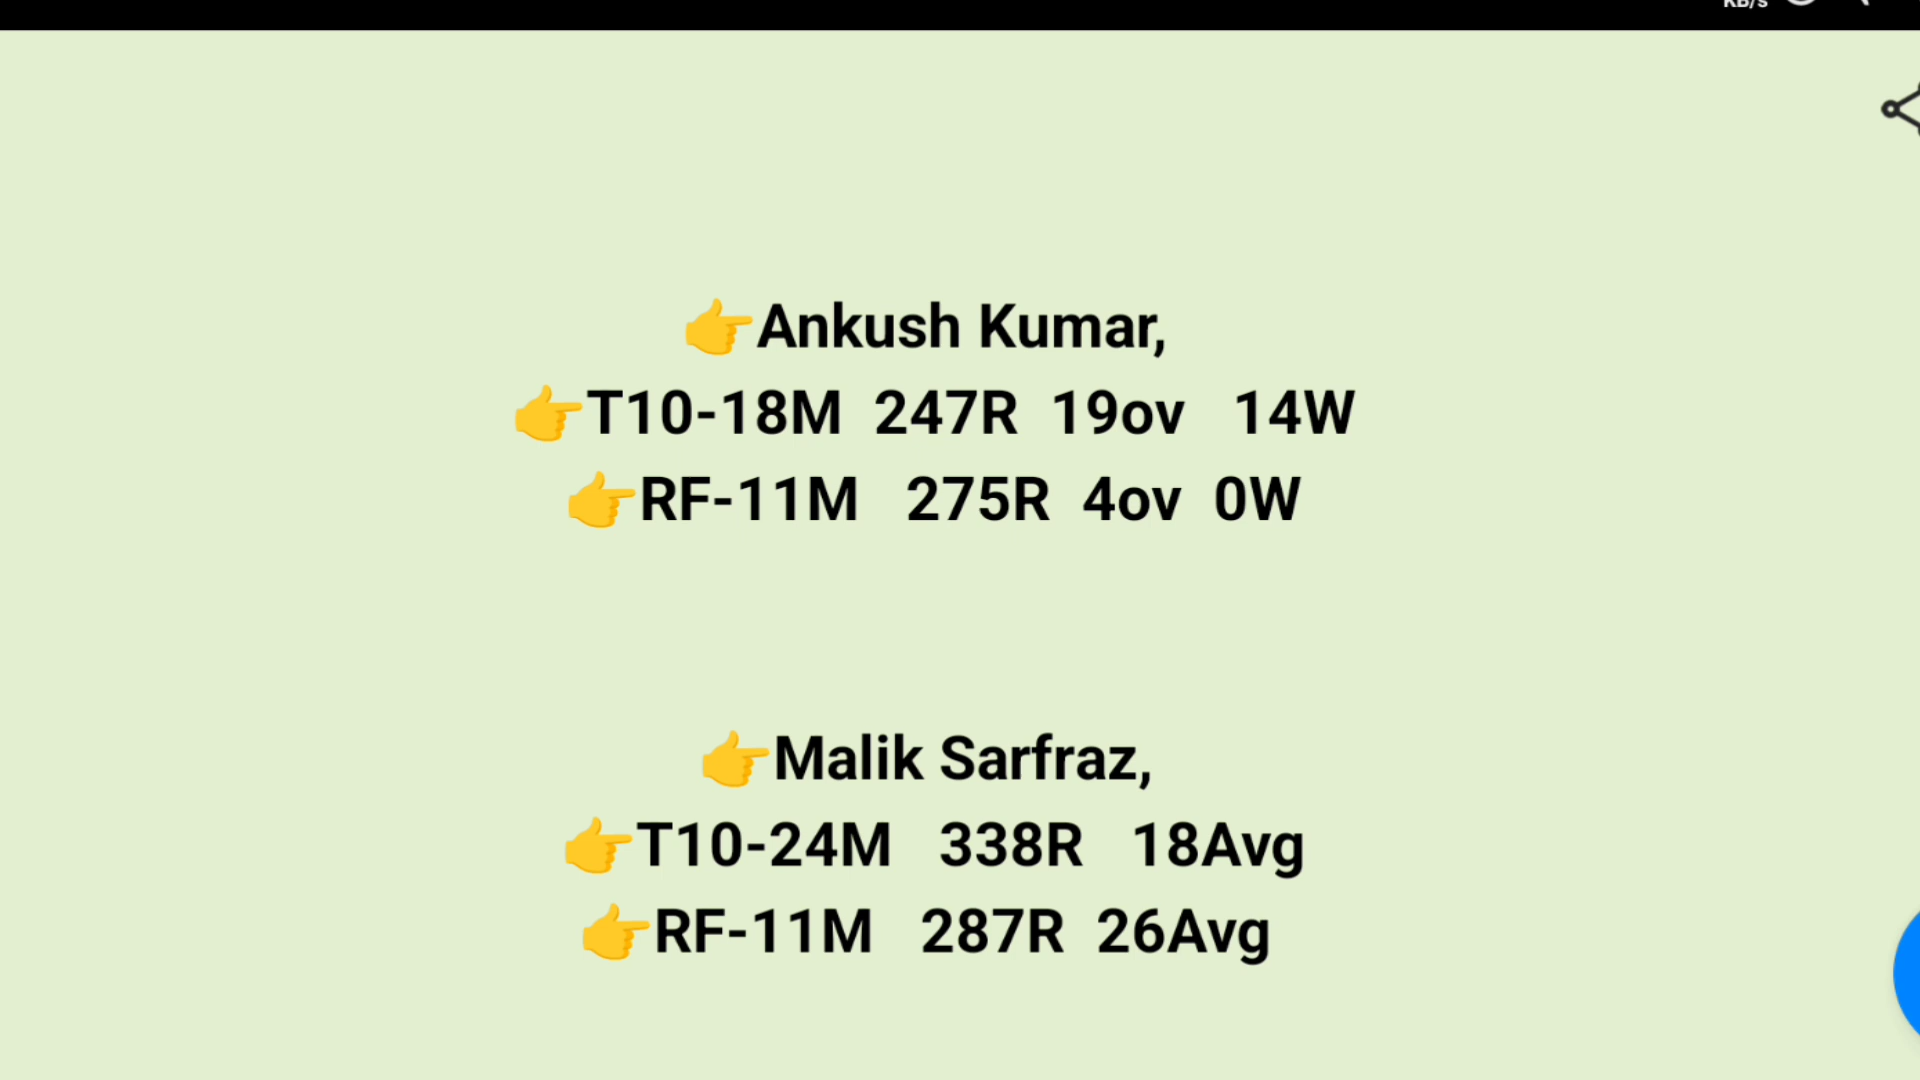 KB/s
👉Ankush Kumar,
👉T10-18M 247R 19ov 14W
👉RF-11M 275R 4ov 0W
👉Malik Sarfraz,
👉T10-24M 338R 18Avg
👉RF-11M 287R 26Avg